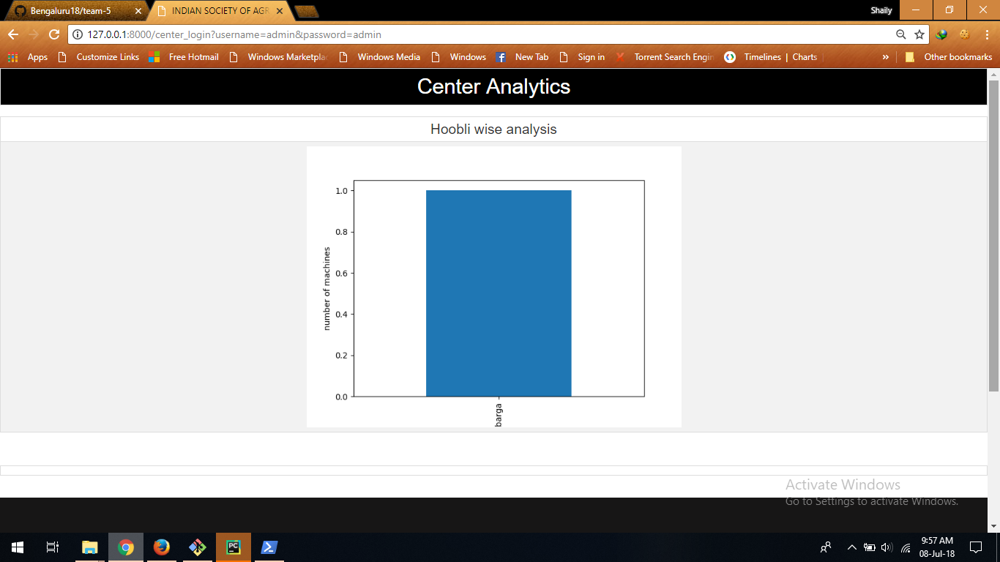 Bengaluru18/team-5
INDIAN SOCIETY OF AGR
Shaily
127.0.0.1:8000/center_login?username=admin&password=admin
Apps
Customize Links
Free Hotmail
Windows Marketpla
Windows Media
Windows
New Tab
Sign in
Torrent Search Engin
Timelines | Charts
»
Other bookmarks
Center Analytics
Hoobli wise analysis
1.0
0.8
0.6
0.4
0.2
0.0
number of machines
barga
Activate Windows
Go to Settings to activate Windows.
PC
9:57 AM
08-Jul-18